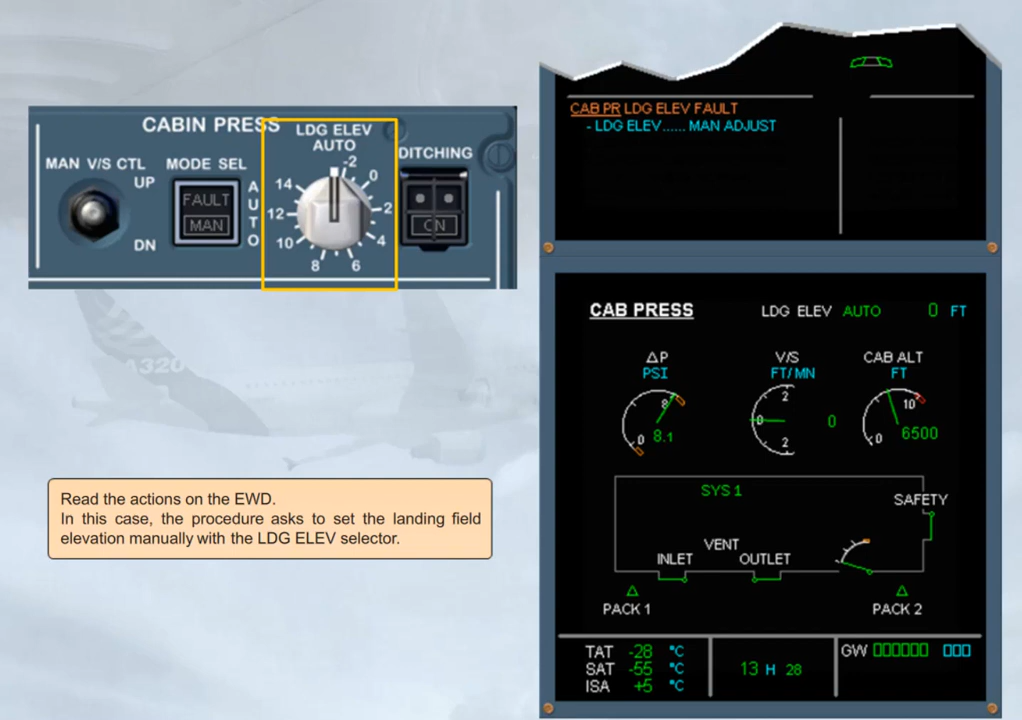 CABIN PRESS
LDG ELEV
AUTO
MAN V/S CTL
MODE SEL
DITCHING
UP
DN
FAULT
MAN
A
U
T
O
-2
0
2
4
6
8
10
12
14
ON
A320
Read the actions on the EWD.
In this case, the procedure asks to set the landing field
elevation manually with the LDG ELEV selector.
CAB PR LDG ELEV FAULT
- LDG ELEV...... MAN ADJUST
CAB PRESS LDG ELEV AUTO 0 FT
ΔP V/S CAB ALT
PSI FT/MN FT
8 2 10
0 8.1 0 0 0 6500
2
SYS 1
SAFETY
VENT
INLET OUTLET
PACK 1 PACK 2
TAT -28 °C
SAT -55 °C
ISA +5 °C
13 H 28
GW